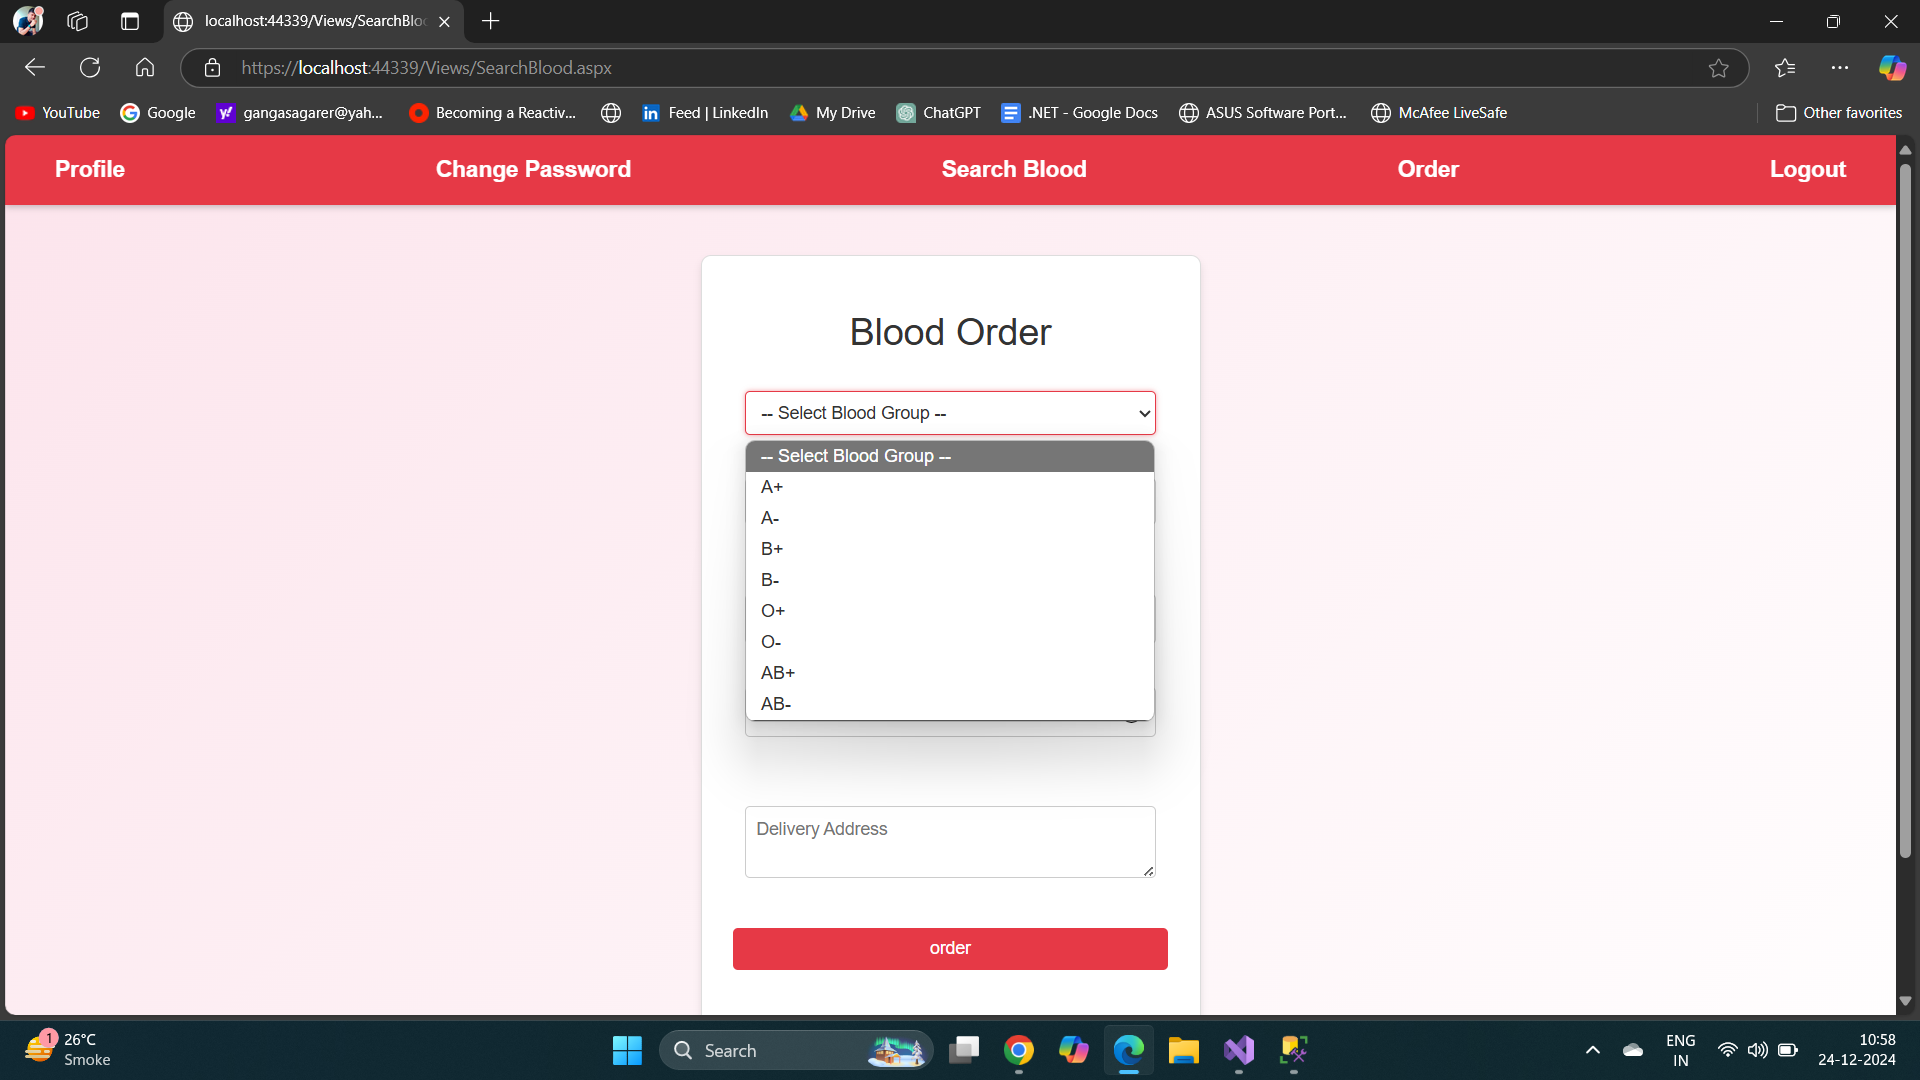 localhost:44339/Views/SearchBloo
https://localhost:44339/Views/SearchBlood.aspx
YouTube
Google
gangasagarer@yah...
Becoming a Reactiv...
Feed | LinkedIn
My Drive
ChatGPT
.NET - Google Docs
ASUS Software Port...
McAfee LiveSafe
Other favorites
Profile
Change Password
Search Blood
Order
Logout
Blood Order
-- Select Blood Group --
-- Select Blood Group --
A+
A-
B+
B-
O+
O-
AB+
AB-
Delivery Address
order
1
26°C
Smoke
Search
ENG
IN
10:58
24-12-2024